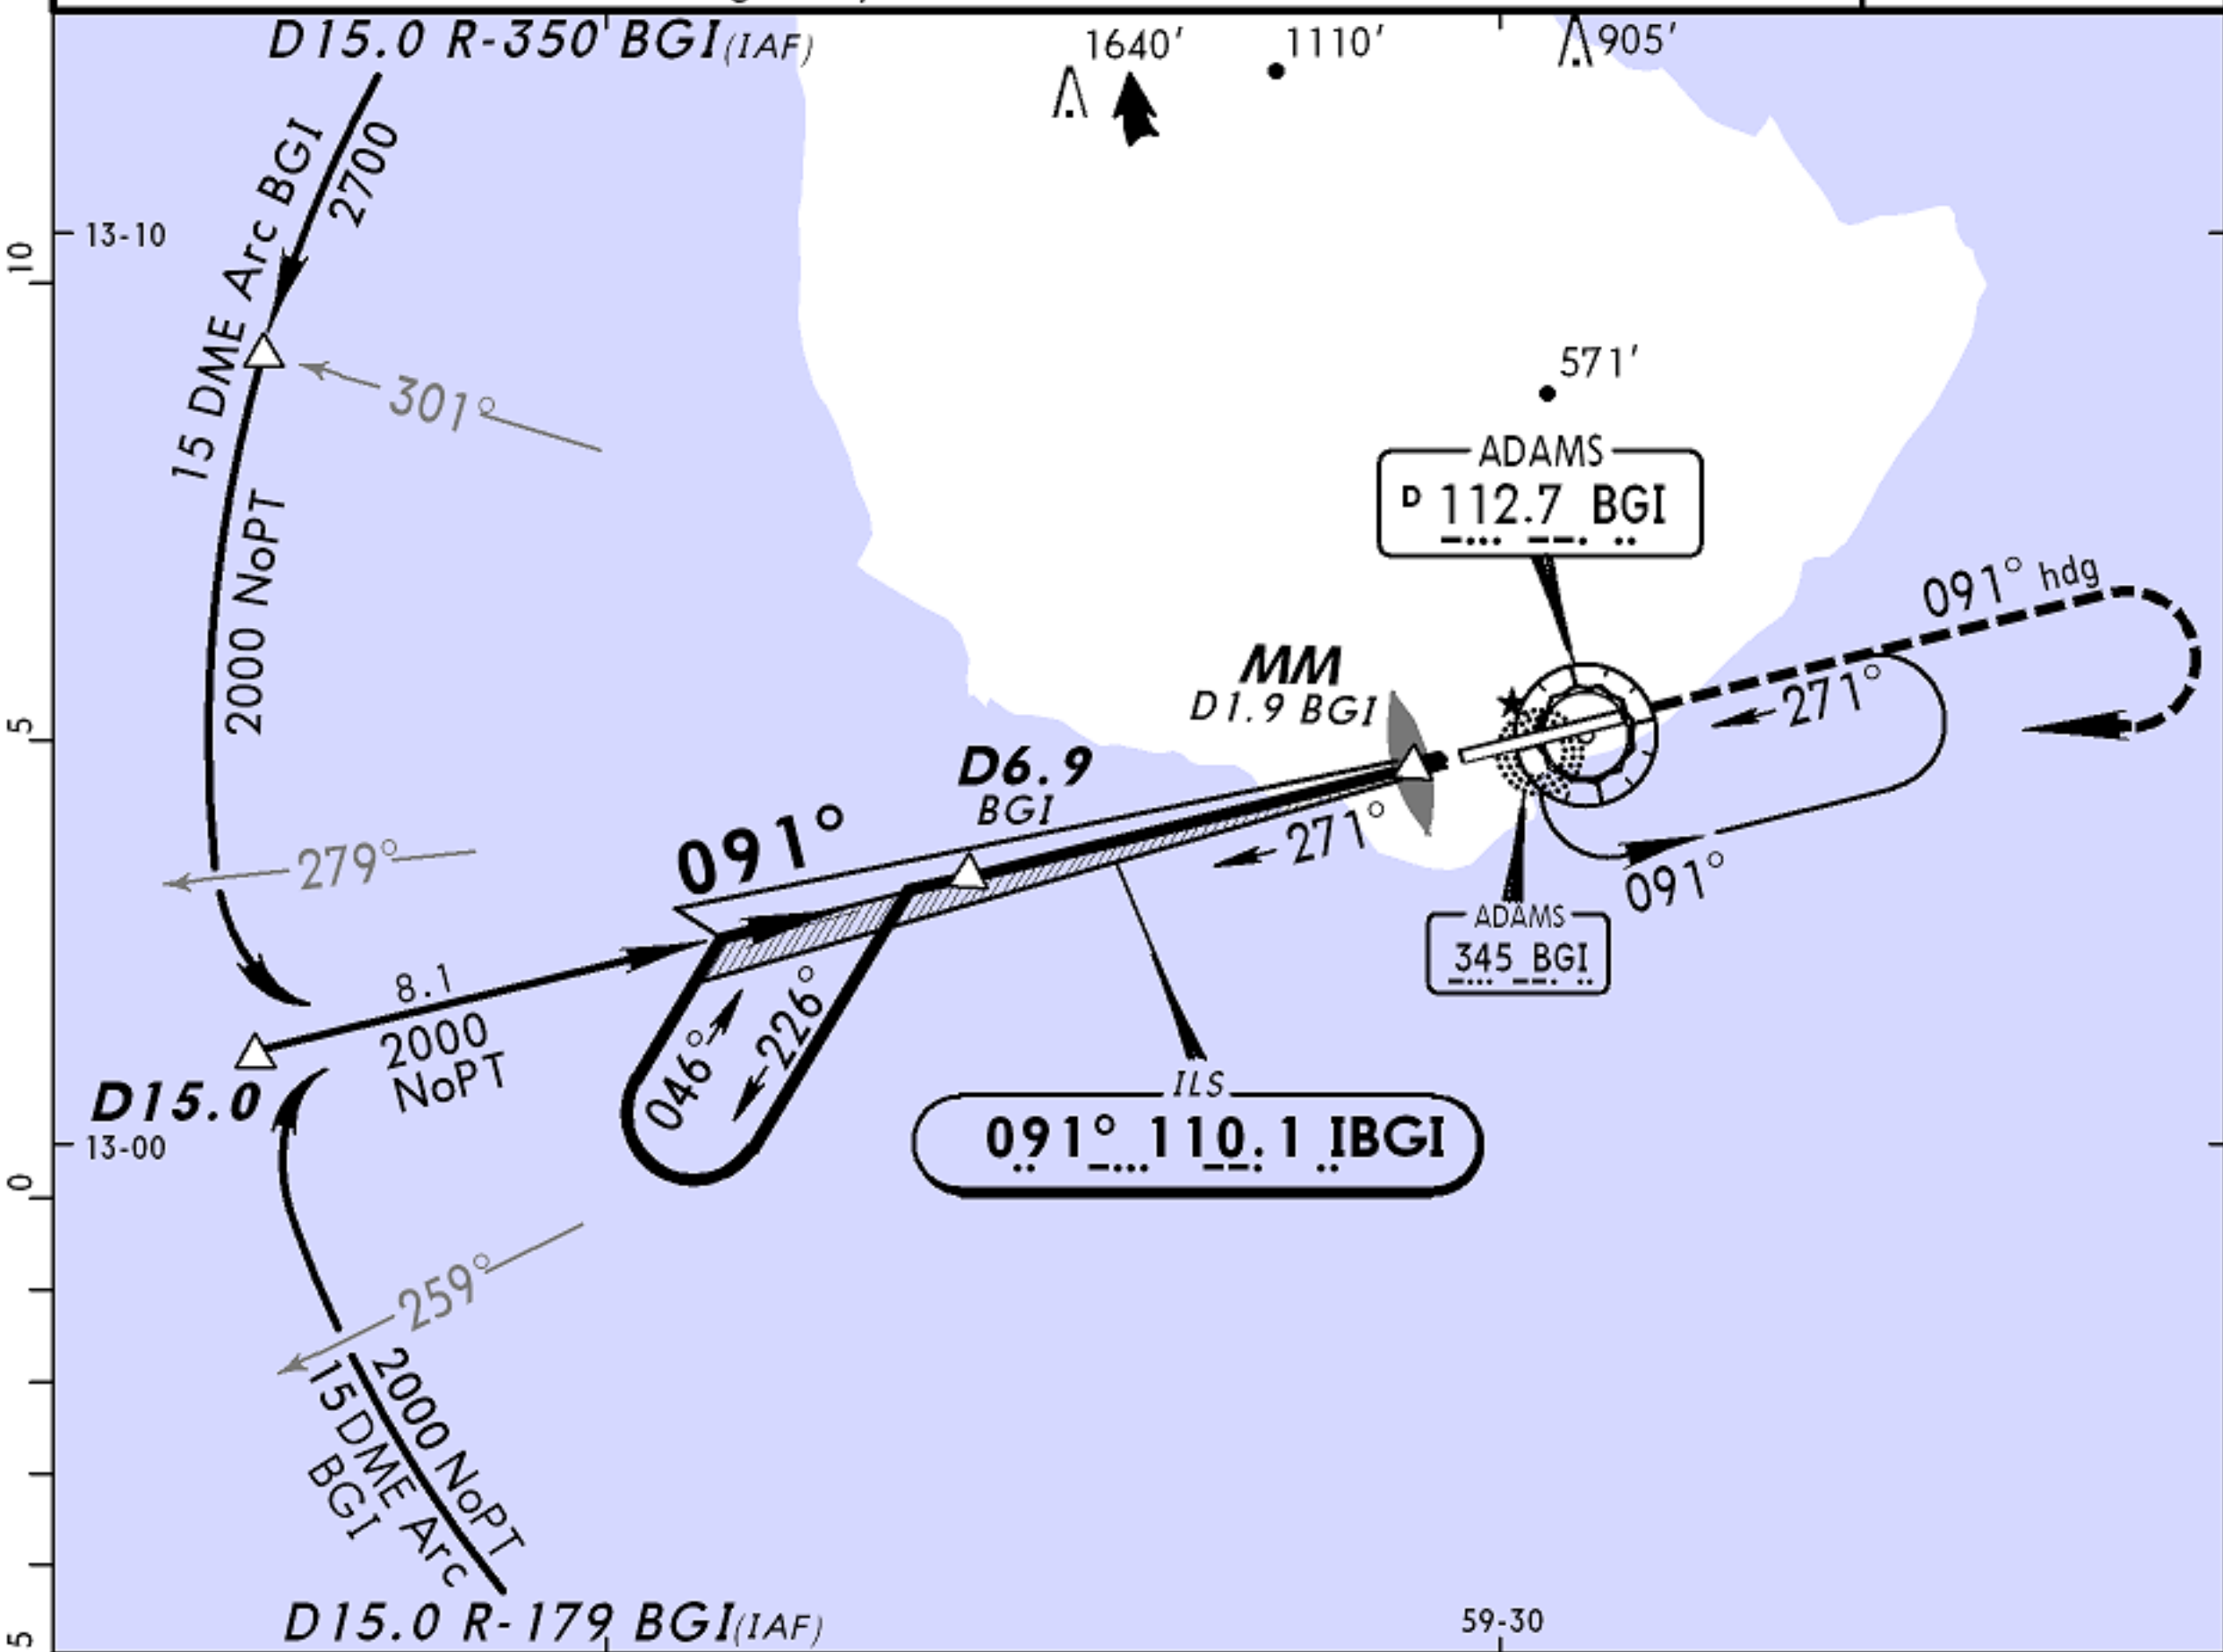 D15.0 R-350 BGI(IAF)
1640'
1110'
905'
15 DME Arc BGI
2700
13-10
10
301°
571'
ADAMS
D 112.7 BGI
2000 NoPT
091° hdg
MM
D1.9 BGI
271°
5
D6.9
BGI
091°
279°
271°
091°
ADAMS
345 BGI
8.1
2000
NoPT
046°
226°
D15.0
ILS
091° 110.1 IBGI
13-00
0
259°
2000 NoPT
15 DME Arc
BGI
D15.0 R-179 BGI(IAF)
59-30
5